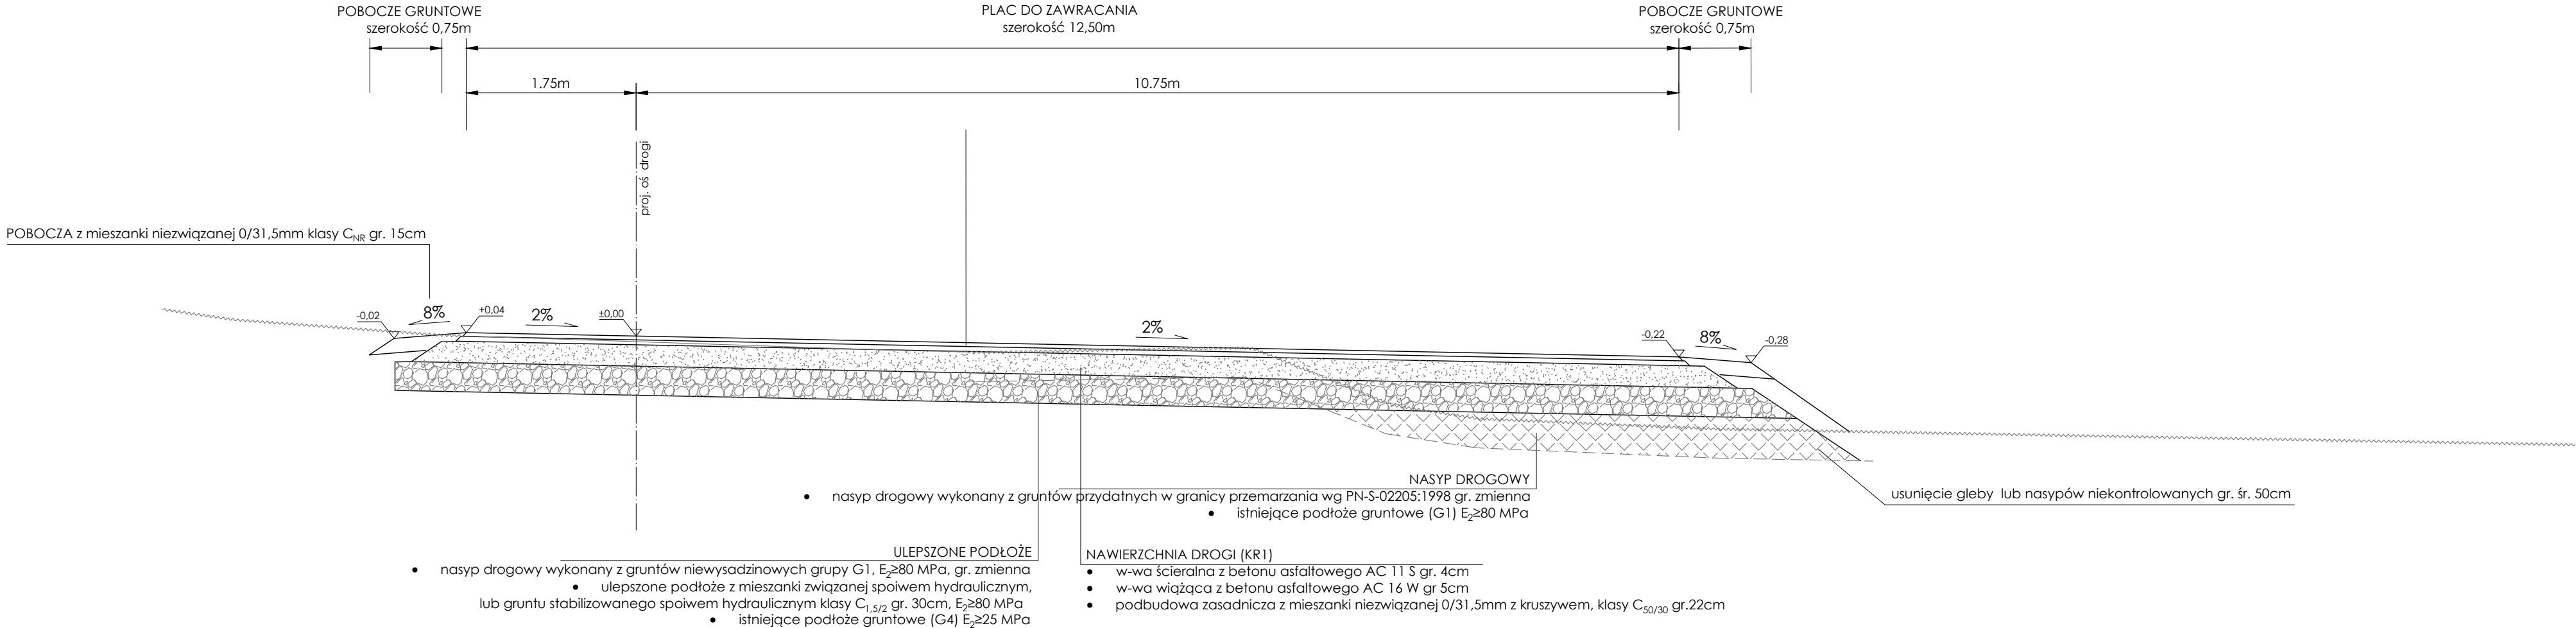 POBOCZE GRUNTOWE
szerokość 0,75m
PLAC DO ZAWRACANIA
szerokość 12,50m
POBOCZE GRUNTOWE
szerokość 0,75m
1.75m
10.75m
proj. oś drogi
POBOCZA z mieszanki niezwiązanej 0/31,5mm klasy CNR gr. 15cm
-0,02
8%
+0,04
2%
±0,00
2%
-0,22
8%
-0,28
NASYP DROGOWY
• nasyp drogowy wykonany z gruntów przydatnych w granicy przemarzania wg PN-S-02205:1998 gr. zmienna
• istniejące podłoże gruntowe (G1) E2≥80 MPa
usunięcie gleby lub nasypów niekontrolowanych gr. śr. 50cm
ULEPSZONE PODŁOŻE
• nasyp drogowy wykonany z gruntów niewysadzinowych grupy G1, E2≥80 MPa, gr. zmienna
• ulepszone podłoże z mieszanki związanej spoiwem hydraulicznym,
lub gruntu stabilizowanego spoiwem hydraulicznym klasy C1,5/2 gr. 30cm, E2≥80 MPa
• istniejące podłoże gruntowe (G4) E2≥25 MPa
NAWIERZCHNIA DROGI (KR1)
• w-wa ścieralna z betonu asfaltowego AC 11 S gr. 4cm
• w-wa wiążąca z betonu asfaltowego AC 16 W gr 5cm
• podbudowa zasadnicza z mieszanki niezwiązanej 0/31,5mm z kruszywem, klasy C50/30 gr.22cm